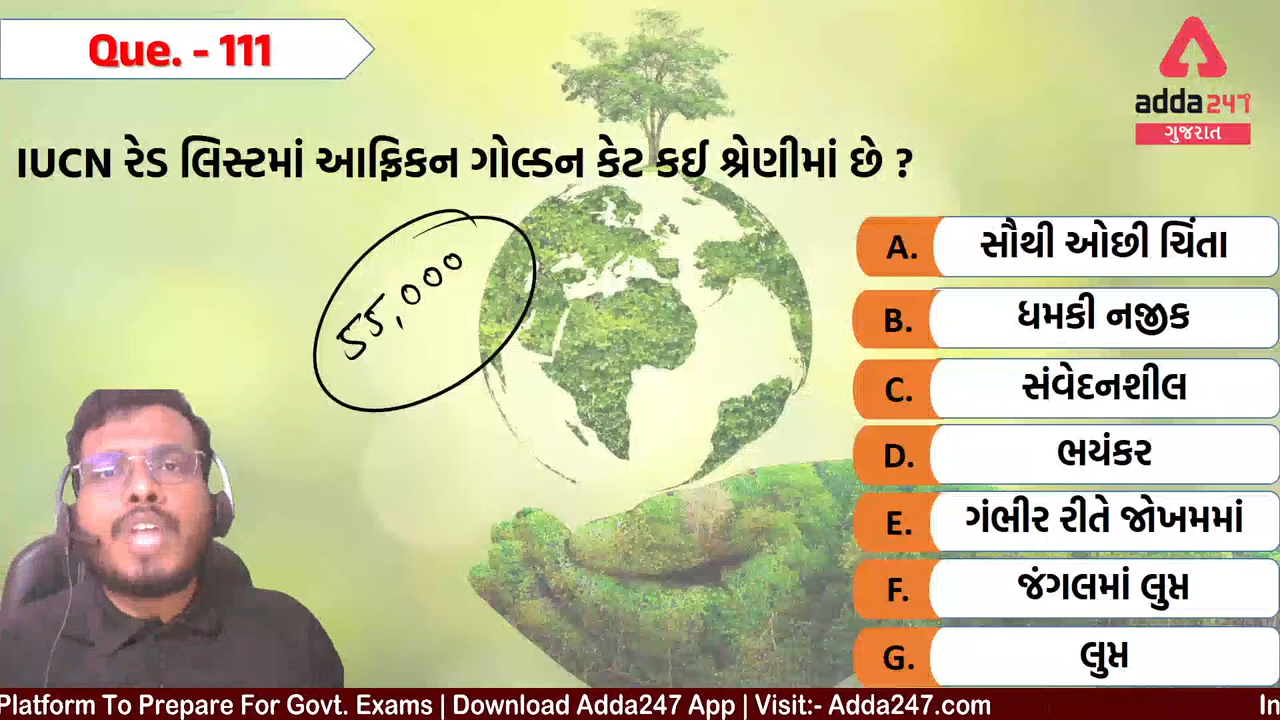 Que. - 111
adda247
ગુજરાત
IUCN રેડ લિસ્ટમાં આફ્રિકન ગોલ્ડન કેટ કઈ શ્રેણીમાં છે ?
55,000
A. સૌથી ઓછી ચિંતા
B. ધમકી નજીક
C. સંવેદનશીલ
D. ભયંકર
E. ગંભીર રીતે જોખમમાં
F. જંગલમાં લુપ્ત
G. લુપ્ત
Platform To Prepare For Govt. Exams | Download Adda247 App | Visit:- Adda247.com In